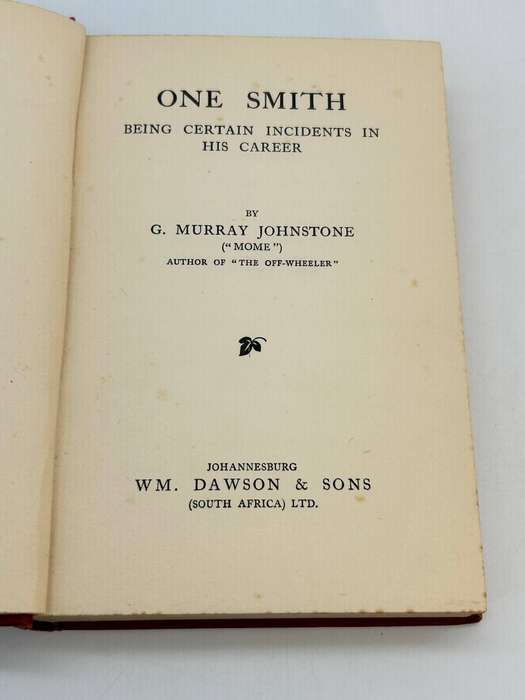 ONE SMITH
BEING CERTAIN INCIDENTS IN
HIS CAREER
BY
G. MURRAY JOHNSTONE
("MOME")
AUTHOR OF "THE OFF-WHEELER"
JOHANNESBURG
WM. DAWSON & SONS
(SOUTH AFRICA) LTD.